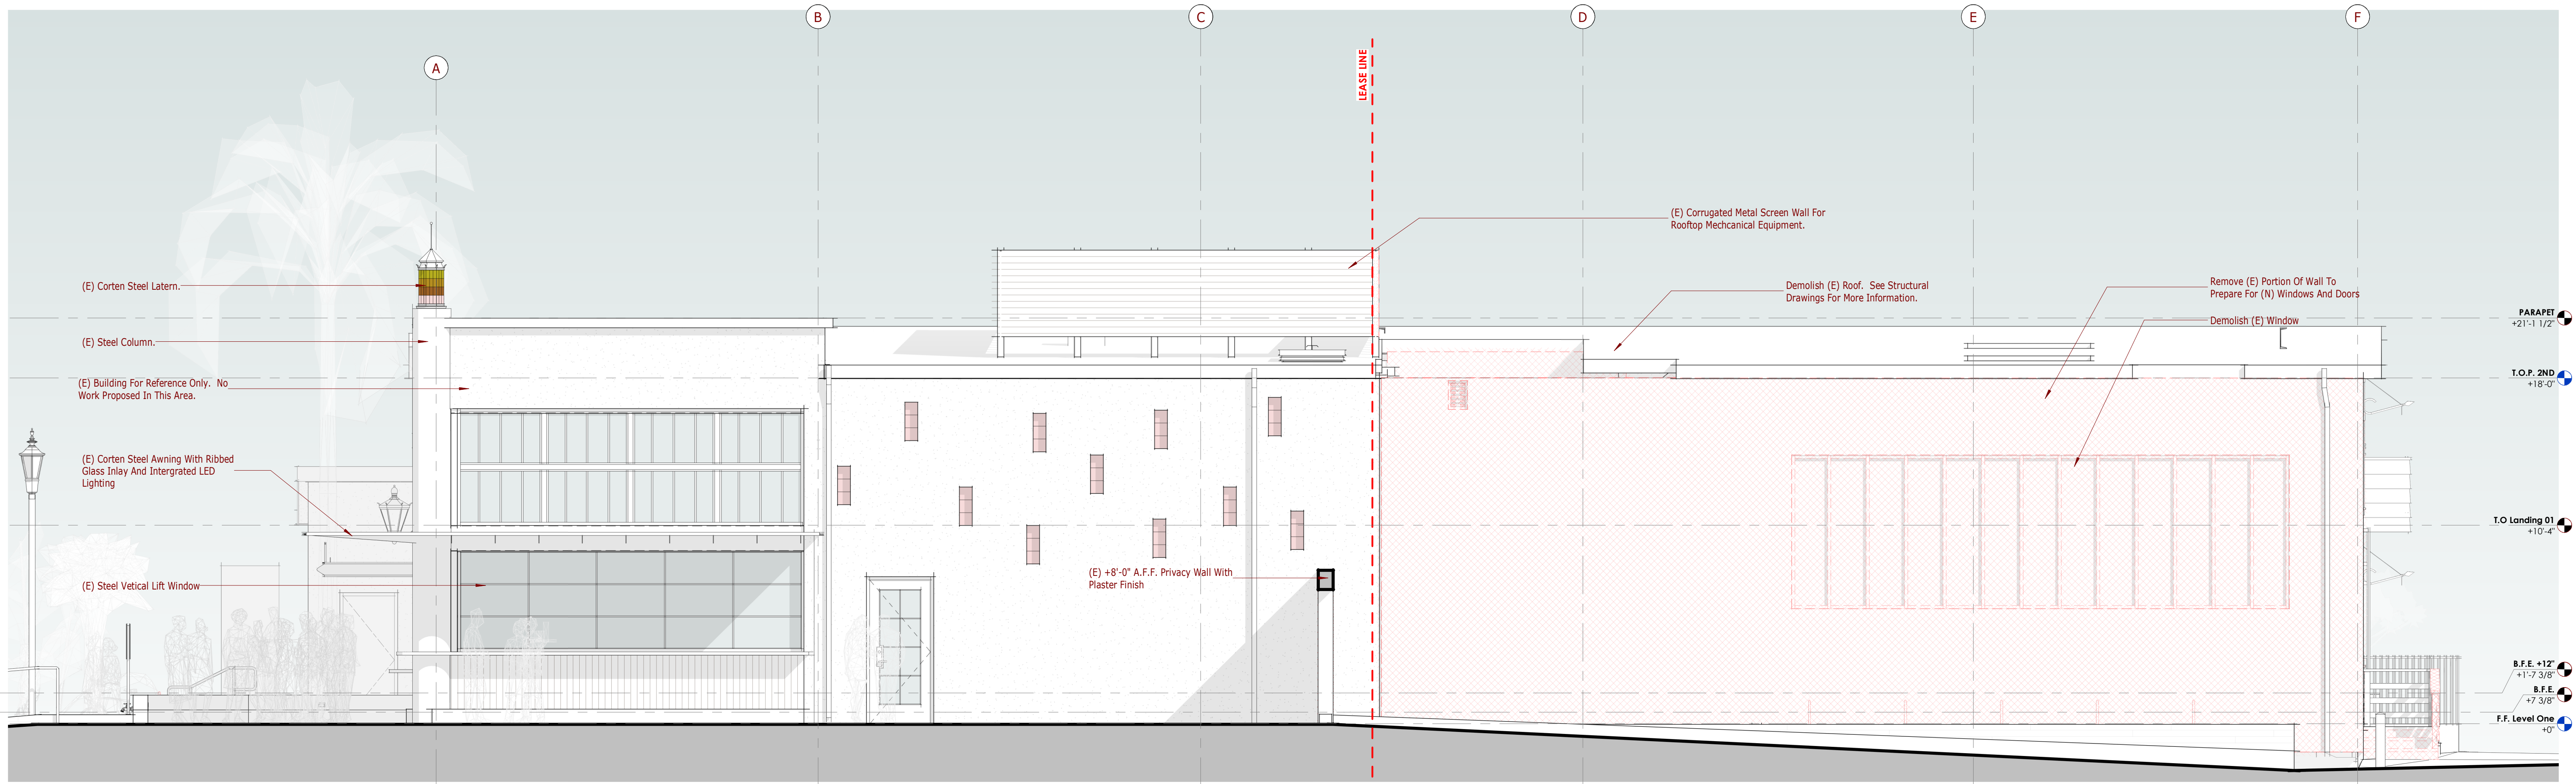 B
C
D
E
F
A
LEASE LINE
(E) Corrugated Metal Screen Wall For
Rooftop Mechcanical Equipment.
(E) Corten Steel Latern.
Demolish (E) Roof. See Structural
Drawings For More Information.
Remove (E) Portion Of Wall To
Prepare For (N) Windows And Doors
Demolish (E) Window
PARAPET
+21'-1 1/2"
(E) Steel Column.
(E) Building For Reference Only. No
Work Proposed In This Area.
T.O.P. 2ND
+18'-0"
(E) Corten Steel Awning With Ribbed
Glass Inlay And Intergrated LED
Lighting
T.O Landing 01
+10'-4"
(E) Steel Vetical Lift Window
(E) +8'-0" A.F.F. Privacy Wall With
Plaster Finish
B.F.E. +12"
+1'-7 3/8"
B.F.E.
+7 3/8"
F.F. Level One
+0"